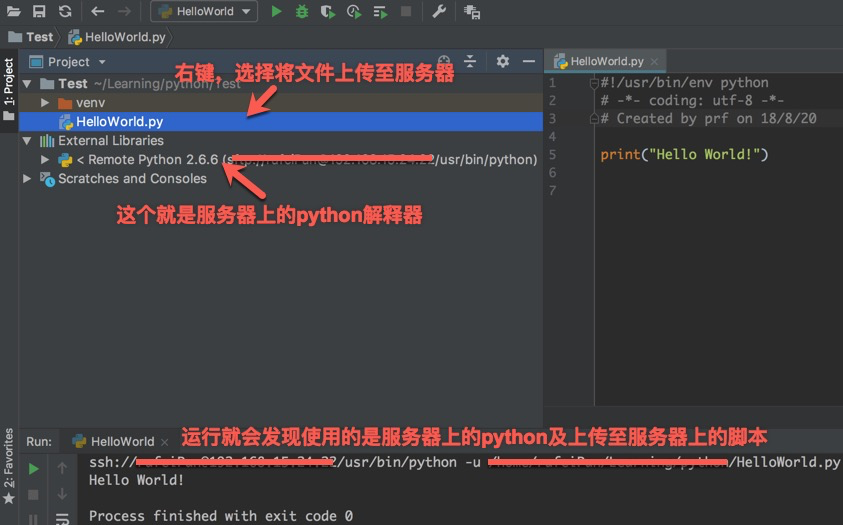 HelloWorld
Test
HelloWorld.py
Project
HelloWorld.py
右键，选择将文件上传至服务器
Test ~/Learning/python/Test
venv
HelloWorld.py
External Libraries
< Remote Python 2.6.6 (/usr/bin/python)
Scratches and Consoles
这个就是服务器上的python解释器
1: Project
1 #!/usr/bin/env python
2 # -*- coding: utf-8 -*-
3 # Created by prf on 18/8/20
4
5 print("Hello World!")
6
7
2: Favorites
Run:
HelloWorld
运行就会发现使用的是服务器上的python及上传至服务器上的脚本
ssh:///usr/bin/python -u /HelloWorld.py
Hello World!
Process finished with exit code 0